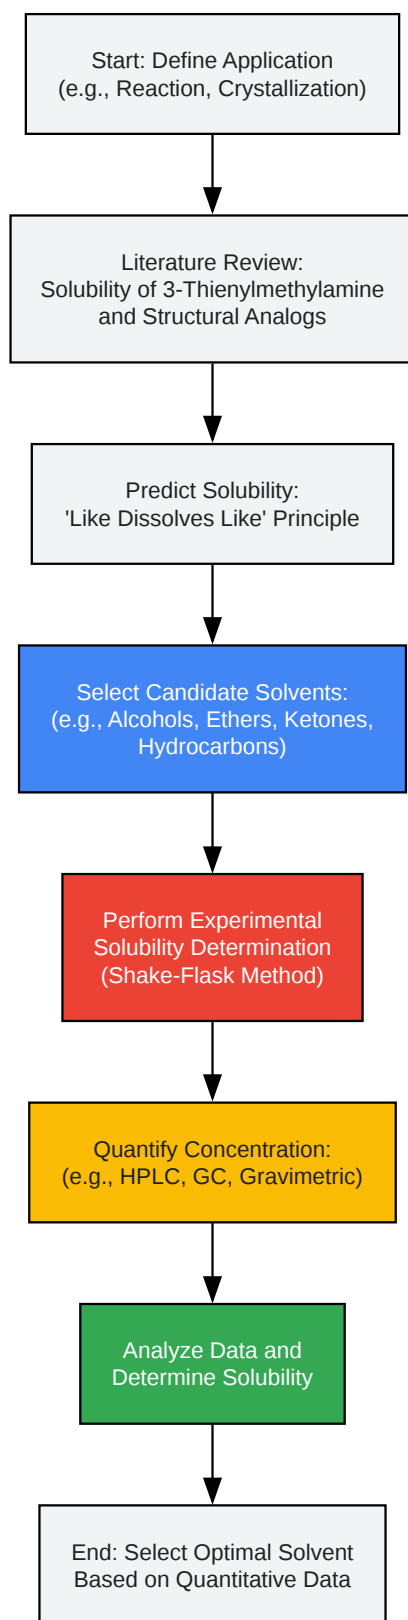 Start: Define Application
(e.g., Reaction, Crystallization)
Literature Review:
Solubility of 3-Thienylmethylamine
and Structural Analogs
Predict Solubility:
'Like Dissolves Like' Principle
Select Candidate Solvents:
(e.g., Alcohols, Ethers, Ketones,
Hydrocarbons)
Perform Experimental
Solubility Determination
(Shake-Flask Method)
Quantify Concentration:
(e.g., HPLC, GC, Gravimetric)
Analyze Data and
Determine Solubility
End: Select Optimal Solvent
Based on Quantitative Data